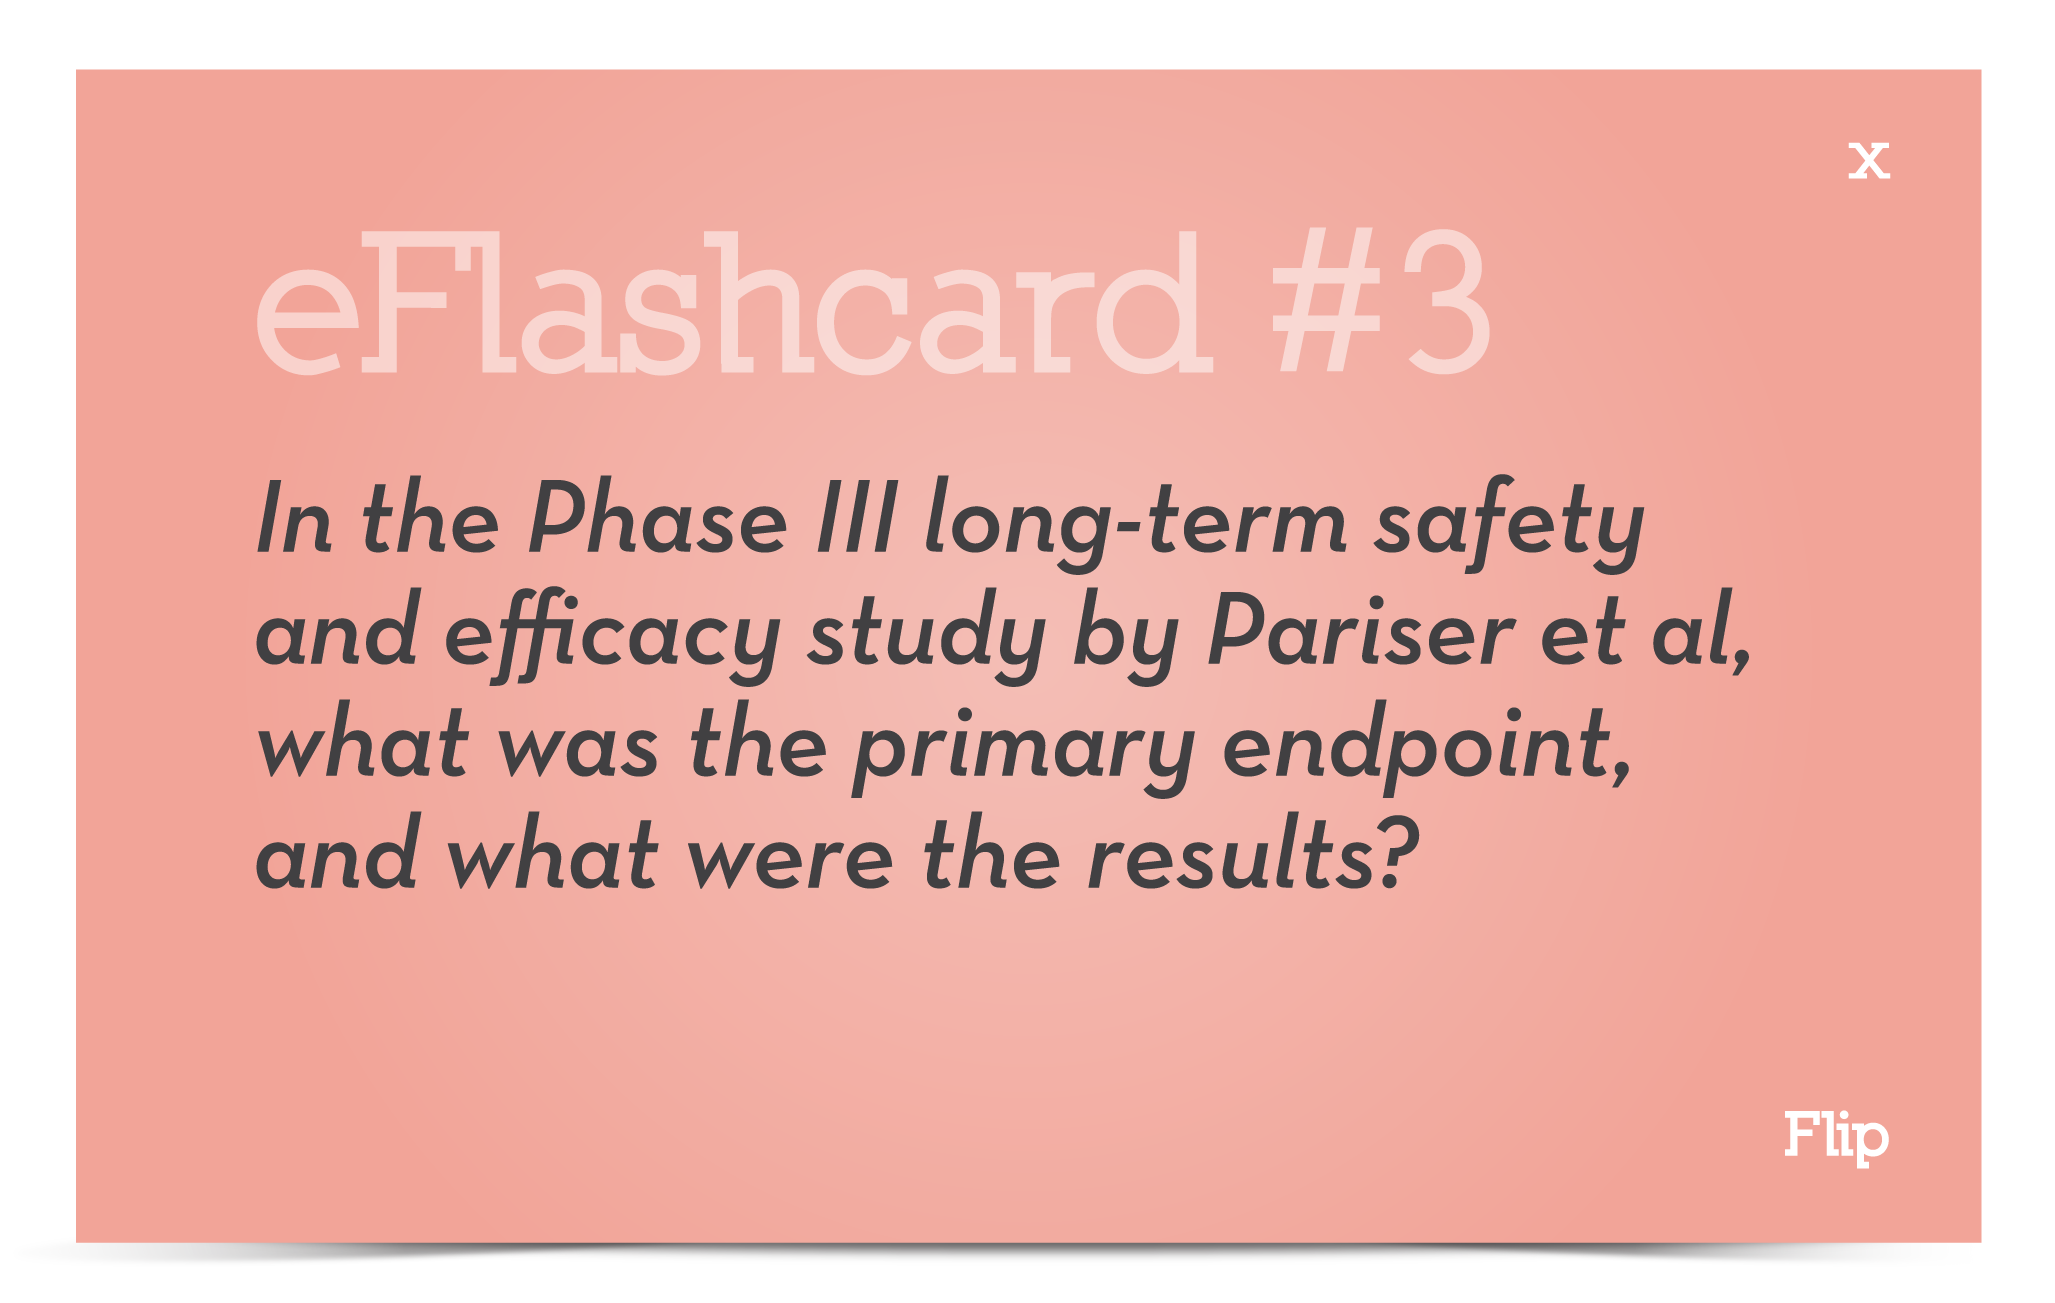 x
eFlashcard #3
In the Phase III long-term safety
and efficacy study by Pariser et al,
what was the primary endpoint,
and what were the results?
Flip